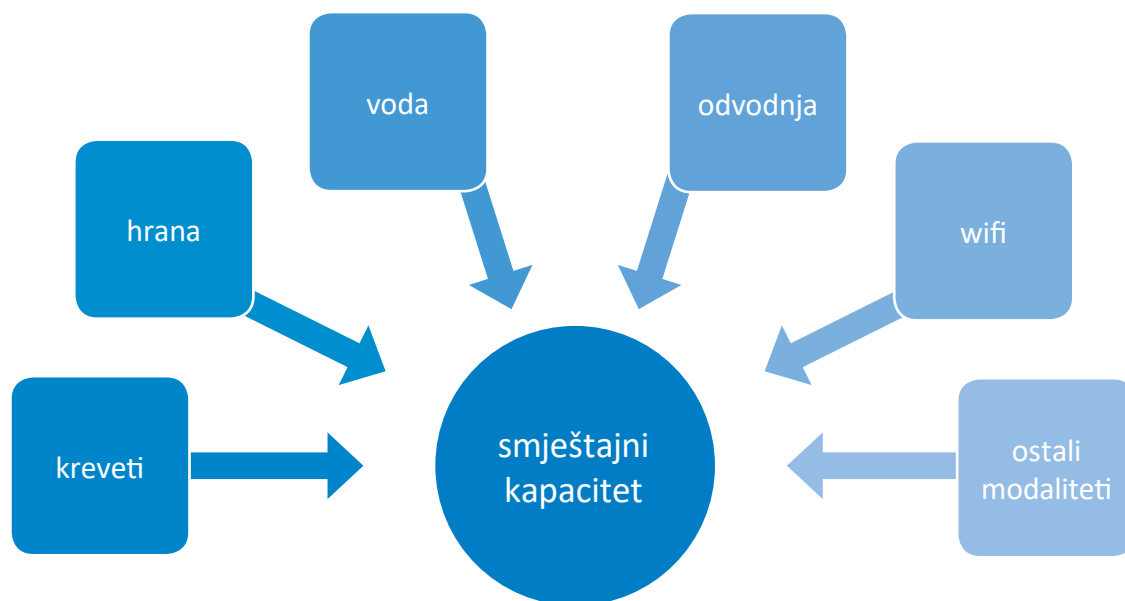 voda
odvodnja
hrana
wifi
kreveti
smještajni
kapacitet
ostali
modaliteti